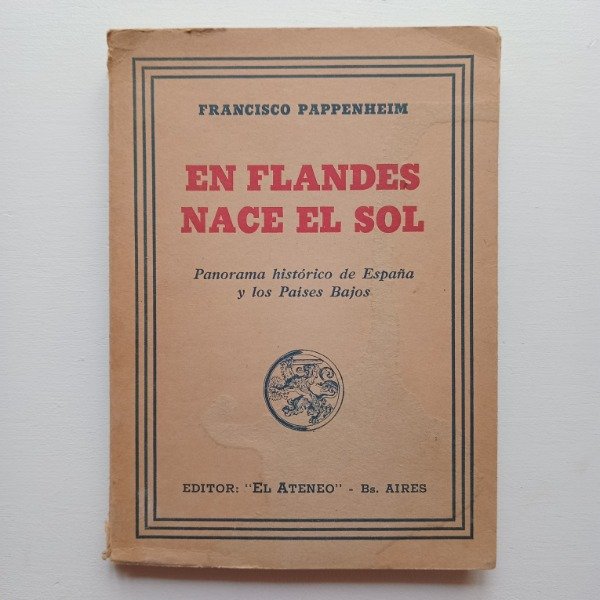 FRANCISCO PAPPENHEIM
EN FLANDES
NACE EL SOL
Panorama histórico de España
y los Paises Bajos
EDITOR: "EL ATENEO" - Bs. AIRES